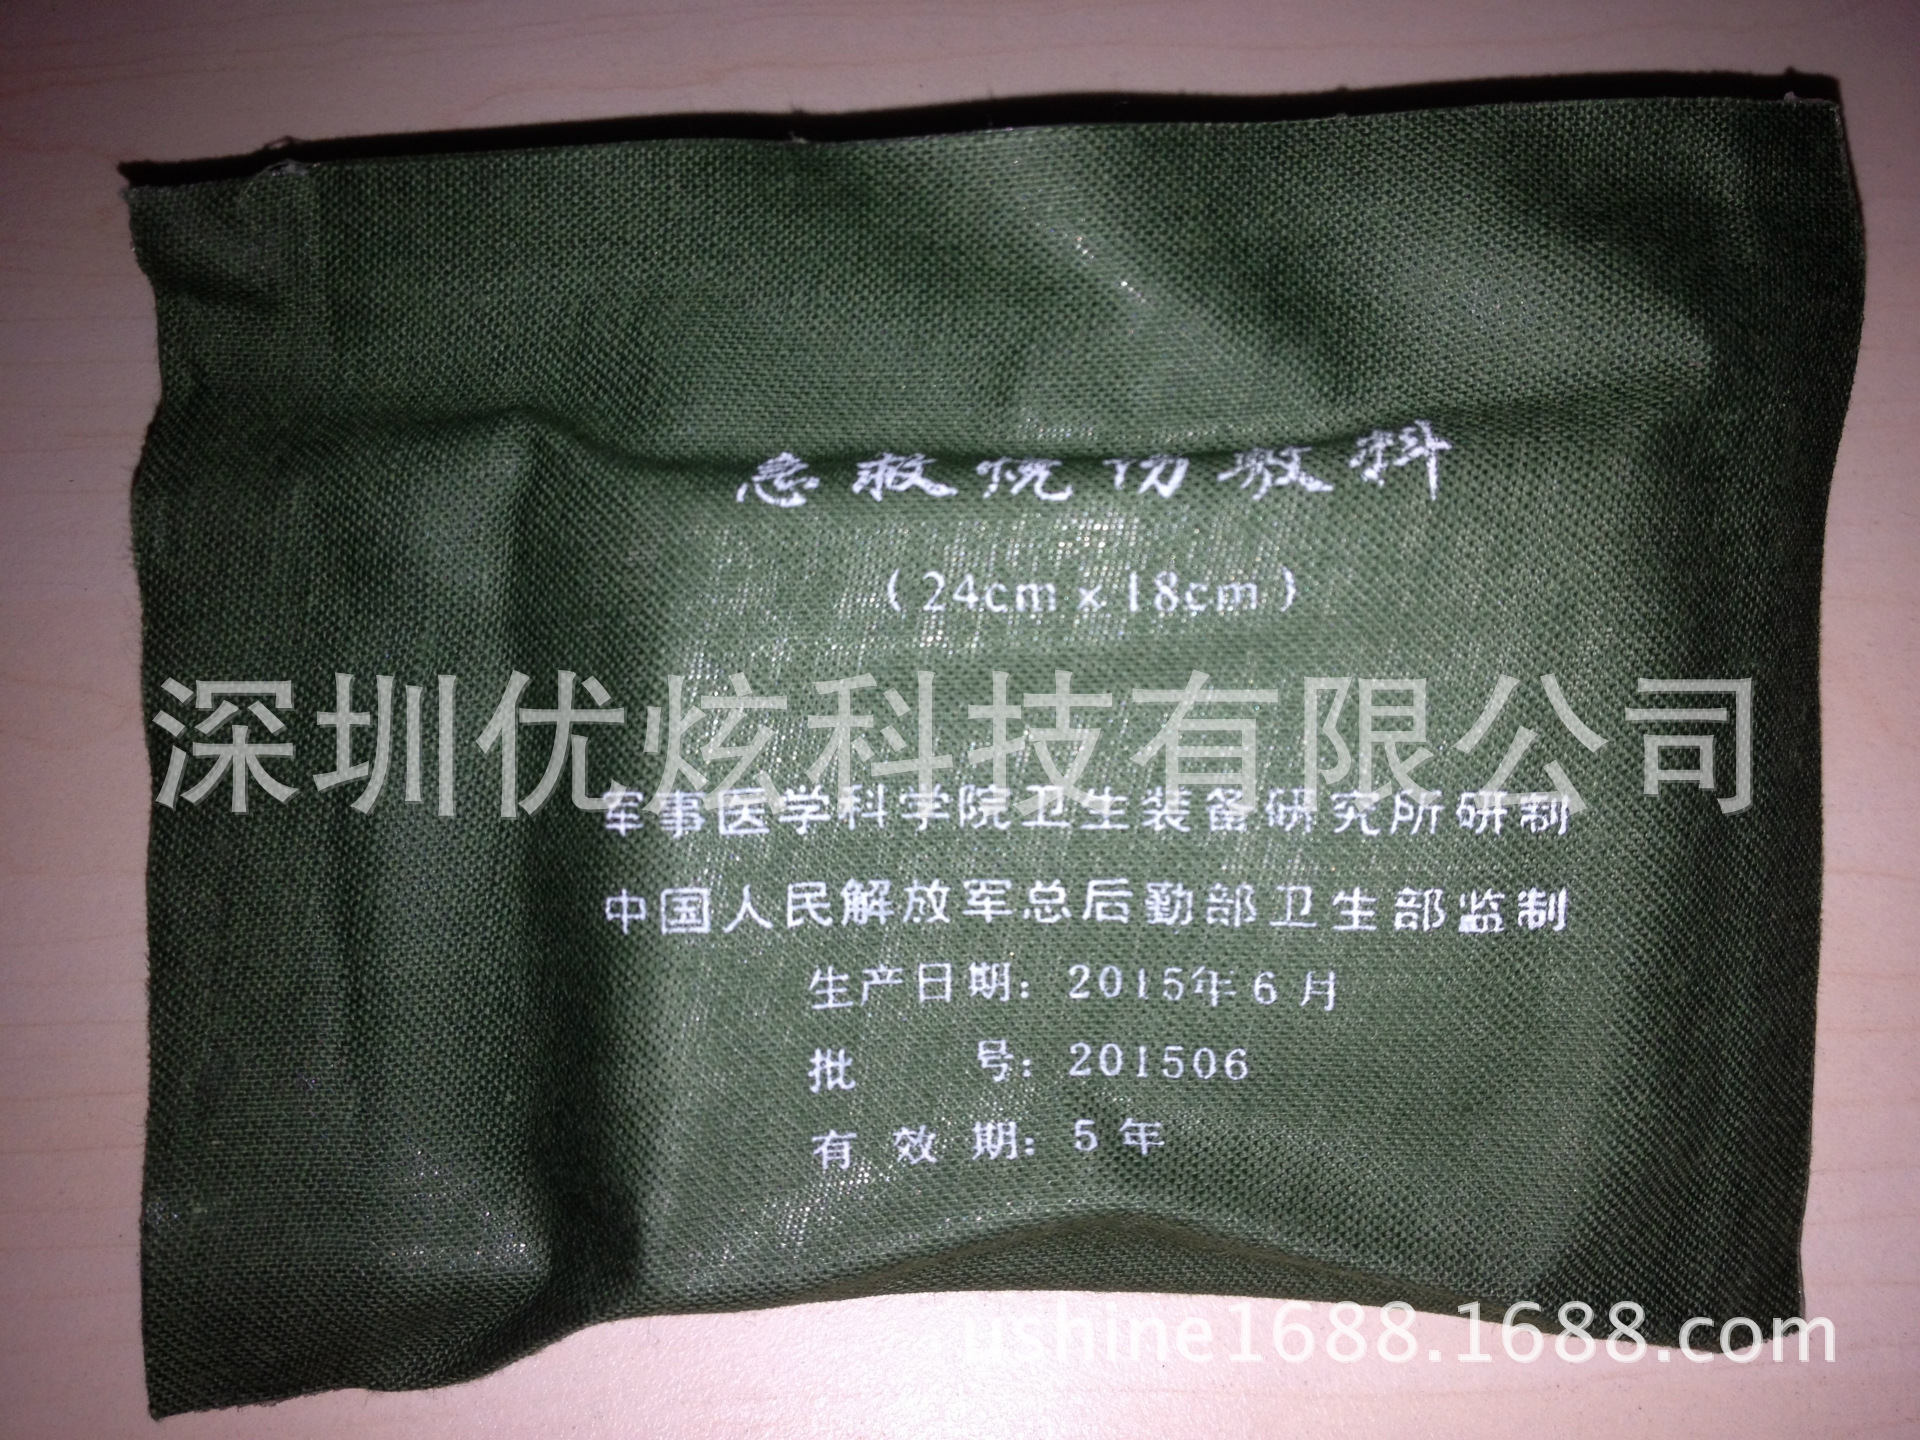 急救烧伤敷料
(24cm×18cm)
深圳优炫科技有限公司
军事医学科学院卫生装备研究所研制
中国人民解放军总后勤部卫生部监制
生产日期: 2015年6月
批 号: 201506
有效期: 5年
ushine1688.1688.com